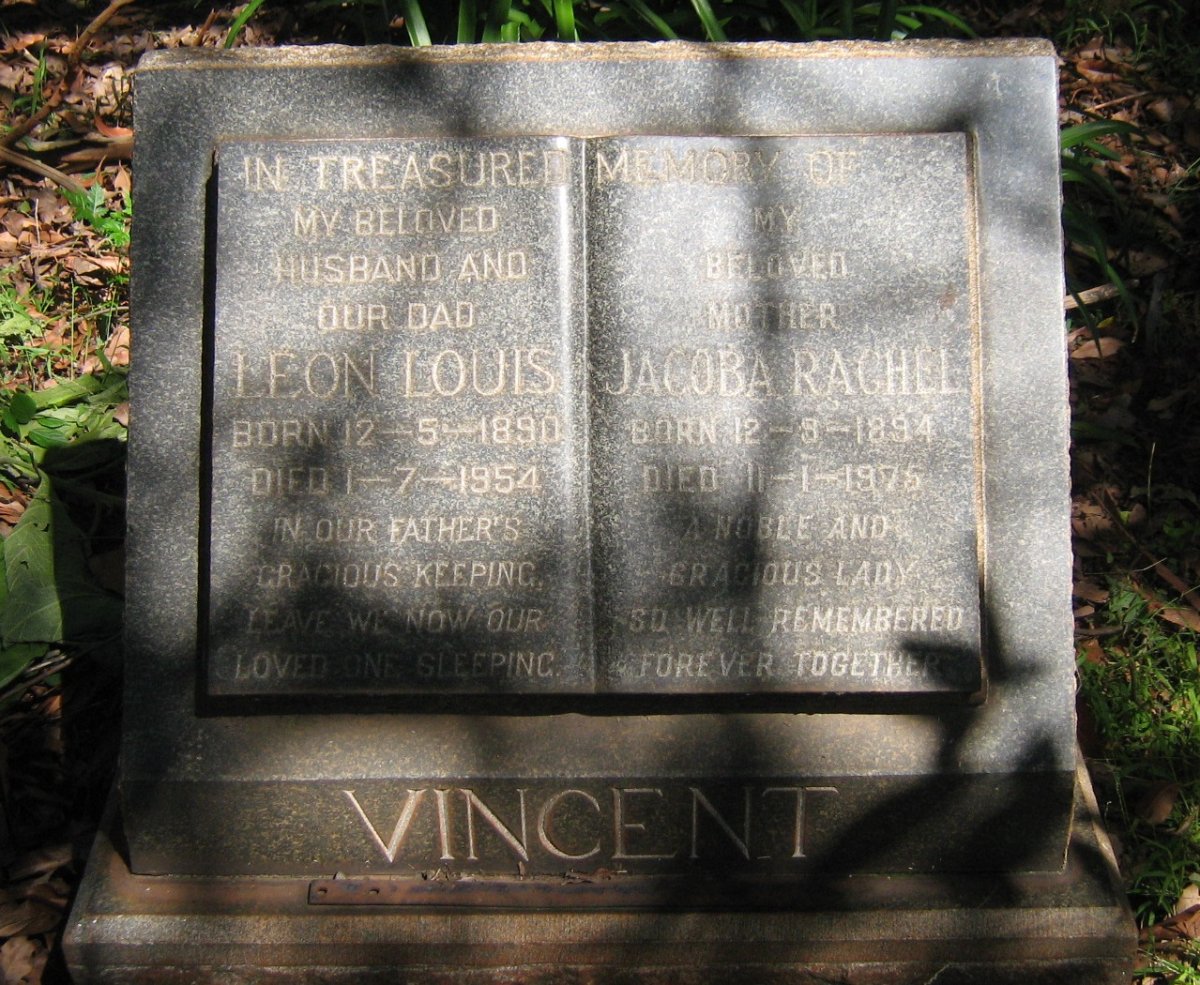 IN TREASURED MEMORY OF
MY BELOVED
HUSBAND AND
OUR DAD
LEON LOUIS
BORN 12-5-1890
DIED 1-7-1954
IN OUR FATHER'S
GRACIOUS KEEPING,
LEAVE WE NOW OUR
LOVED ONE SLEEPING.
MY
BELOVED
MOTHER
JACOBA RACHEL
BORN 12-9-1894
DIED 11-1-1975
A NOBLE AND
GRACIOUS LADY
SO WELL REMEMBERED
FOREVER TOGETHER
VINCENT